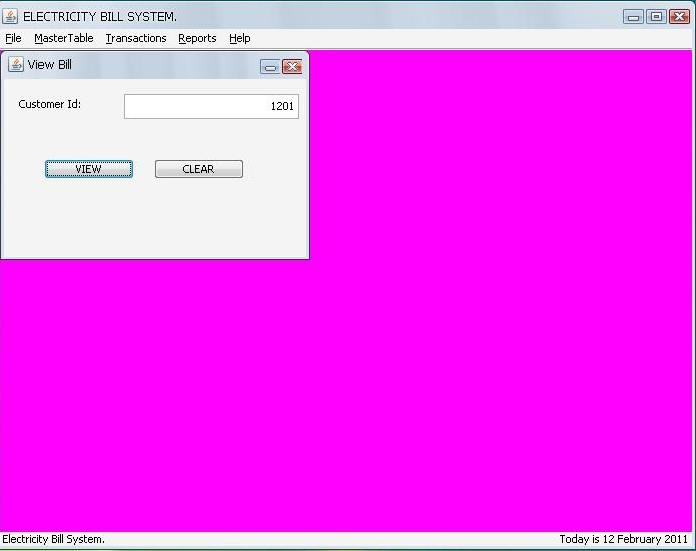 ELECTRICITY BILL SYSTEM.
File MasterTable Transactions Reports Help
View Bill
Customer Id: 1201
VIEW CLEAR
Electricity Bill System. Today is 12 February 2011